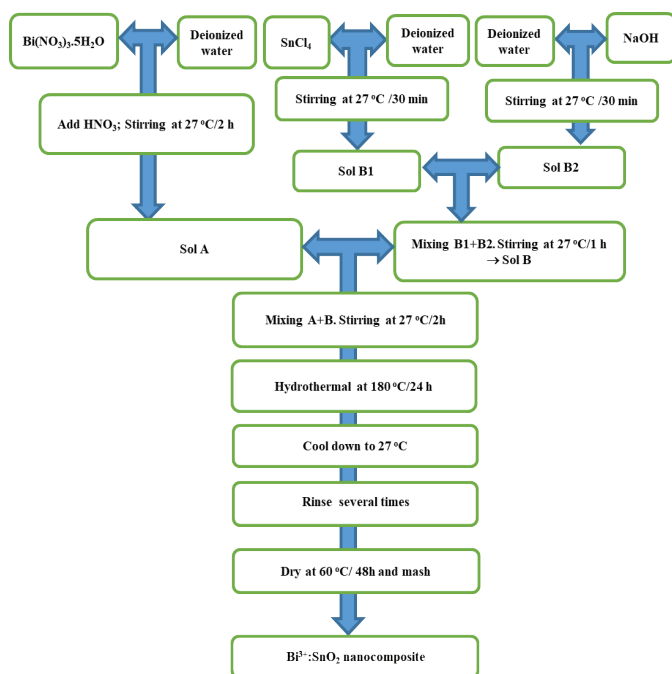 Bi(NO₃)₃.5H₂O
Deionized
water
SnCl₄
Deionized
water
Deionized
water
NaOH
Add HNO₃; Stirring at 27 °C/2 h
Stirring at 27 °C /30 min
Stirring at 27 °C /30 min
Sol B1
Sol B2
Sol A
Mixing B1+B2. Stirring at 27 °C/1 h
→ Sol B
Mixing A+B. Stirring at 27 °C/2h
Hydrothermal at 180 °C/24 h
Cool down to 27 °C
Rinse several times
Dry at 60 °C/ 48h and mash
Bi³⁺:SnO₂ nanocomposite